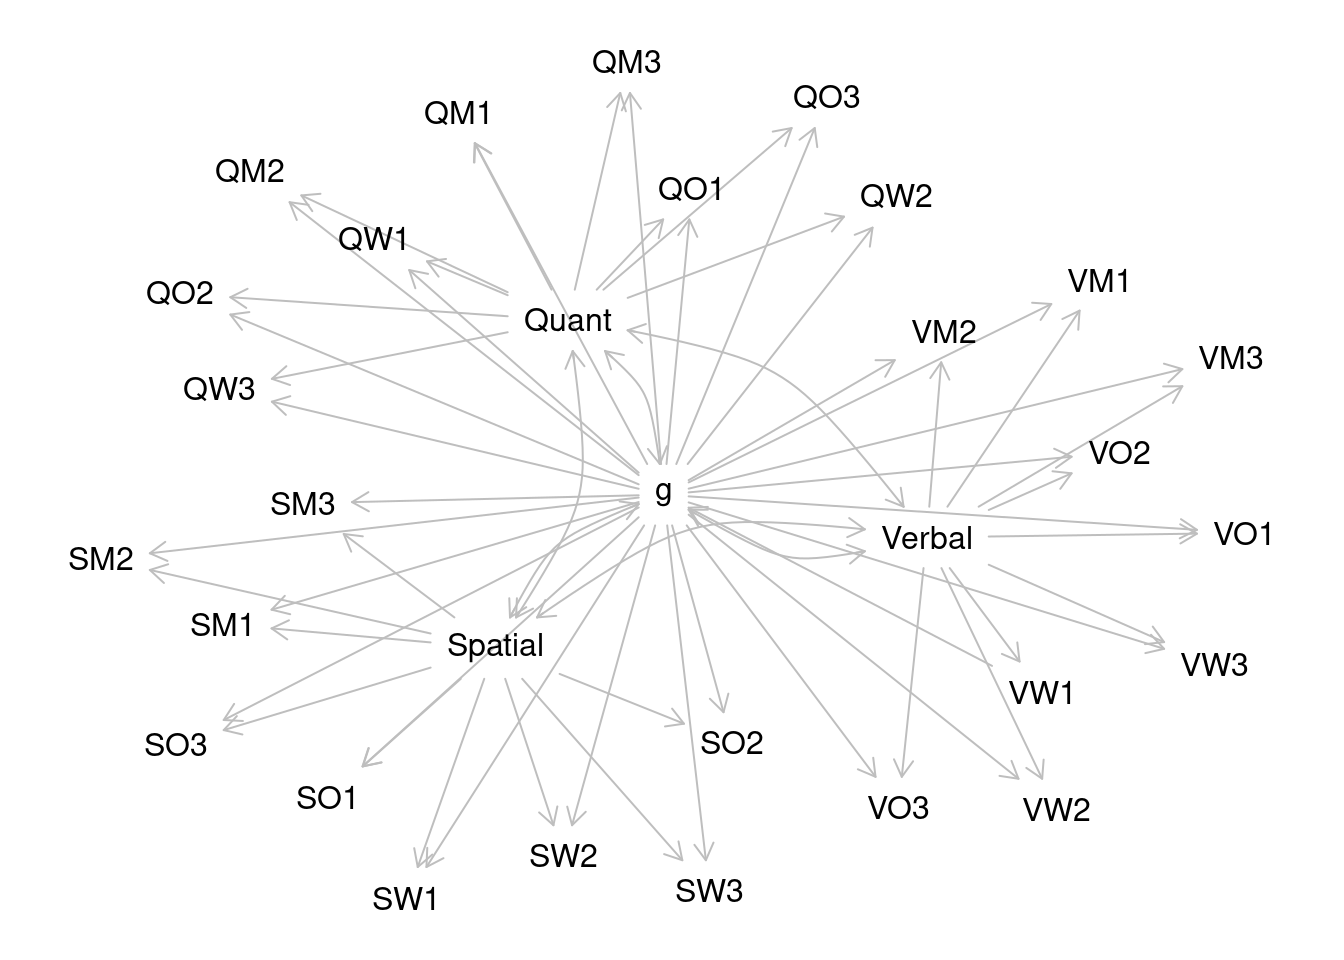 QM3
QO3
QM1
QM2
QO1
QW2
QW1
VM1
QO2
Quant
VM2
VM3
QW3
VO2
g
SM3
VO1
Verbal
SM2
SM1
Spatial
VW3
VW1
SO3
SO2
SO1
VO3
VW2
SW2
SW1
SW3